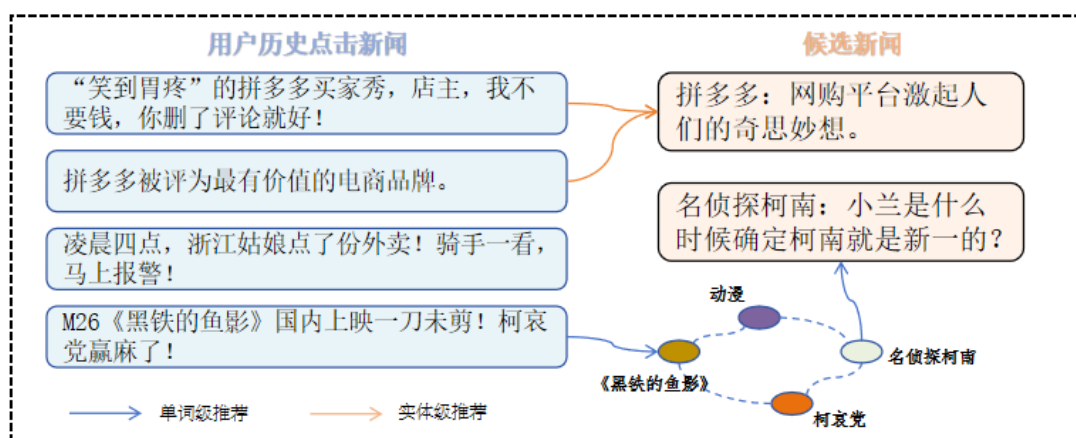 用户历史点击新闻
候选新闻
“笑到胃疼”的拼多多买家秀，店主，我不
要钱，你删了评论就好！
拼多多被评为最有价值的电商品牌。
凌晨四点，浙江姑娘点了份外卖！骑手一看，
马上报警！
M26《黑铁的鱼影》国内上映一刀未剪！柯哀
党赢麻了！
拼多多：网购平台激起人
们的奇思妙想。
名侦探柯南：小兰是什么
时候确定柯南就是新一的？
动漫
《黑铁的鱼影》
名侦探柯南
柯哀党
单词级推荐
实体级推荐